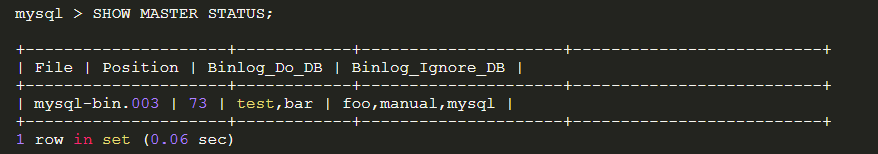 mysql > SHOW MASTER STATUS;
+---------------------+------------+---------------------+--------------------------+
| File | Position | Binlog_Do_DB | Binlog_Ignore_DB |
+---------------------+------------+---------------------+--------------------------+
| mysql-bin.003 | 73 | test,bar | foo,manual,mysql |
+---------------------+------------+---------------------+--------------------------+
1 row in set (0.06 sec)